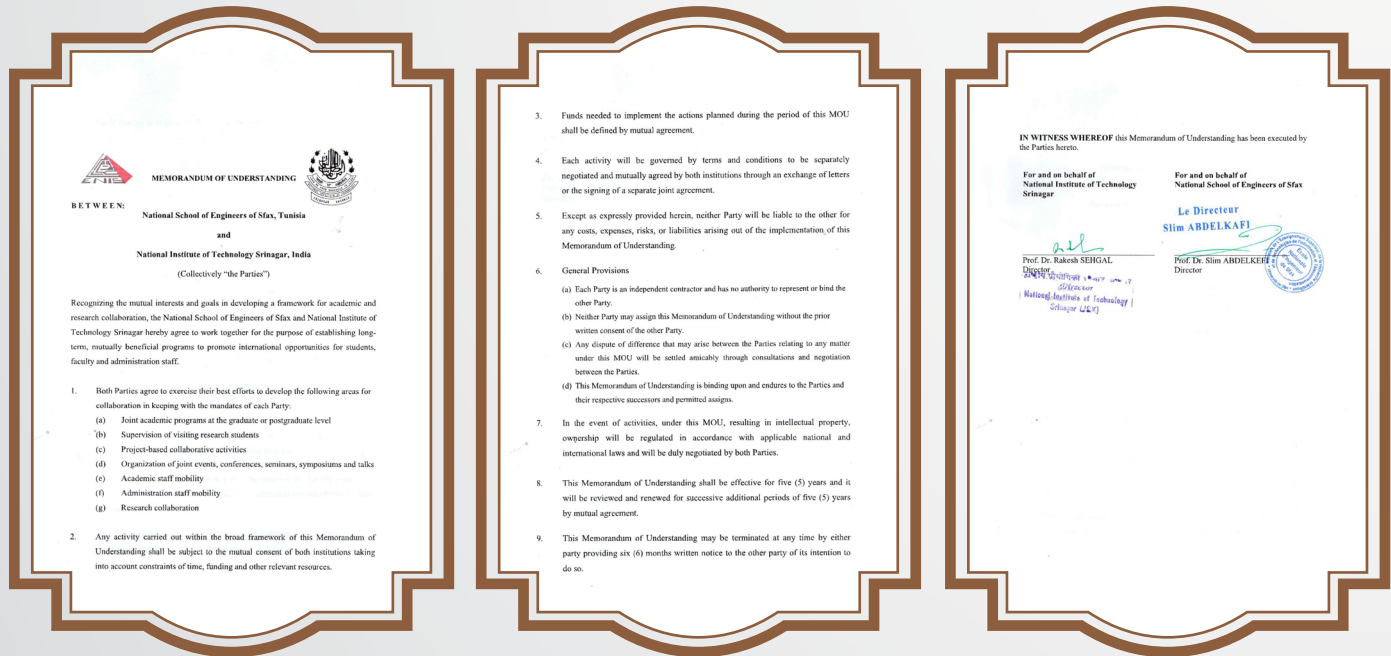 ENIS
MEMORANDUM OF UNDERSTANDING
BETWEEN:
National School of Engineers of Sfax, Tunisia
and
National Institute of Technology Srinagar, India
(Collectively “the Parties”)
Recognizing the mutual interests and goals in developing a framework for academic and
research collaboration, the National School of Engineers of Sfax and National Institute of
Technology Srinagar hereby agree to work together for the purpose of establishing long-
term, mutually beneficial programs to promote international opportunities for students,
faculty and administration staff.
1. Both Parties agree to exercise their best efforts to develop the following areas for
collaboration in keeping with the mandates of each Party:
(a) Joint academic programs at the graduate or postgraduate level
(b) Supervision of visiting research students
(c) Project-based collaborative activities
(d) Organization of joint events, conferences, seminars, symposiums and talks
(e) Academic staff mobility
(f) Administration staff mobility
(g) Research collaboration
2. Any activity carried out within the broad framework of this Memorandum of
Understanding shall be subject to the mutual consent of both institutions taking
into account constraints of time, funding and other relevant resources.
3. Funds needed to implement the actions planned during the period of this MOU
shall be defined by mutual agreement.
4. Each activity will be governed by terms and conditions to be separately
negotiated and mutually agreed by both institutions through an exchange of letters
or the signing of a separate joint agreement.
5. Except as expressly provided herein, neither Party will be liable to the other for
any costs, expenses, risks, or liabilities arising out of the implementation of this
Memorandum of Understanding.
6. General Provisions
(a) Each Party is an independent contractor and has no authority to represent or bind the
other Party.
(b) Neither Party may assign this Memorandum of Understanding without the prior
written consent of the other Party.
(c) Any dispute of difference that may arise between the Parties relating to any matter
under this MOU will be settled amicably through consultations and negotiation
between the Parties.
(d) This Memorandum of Understanding is binding upon and endures to the Parties and
their respective successors and permitted assigns.
7. In the event of activities, under this MOU, resulting in intellectual property,
ownership will be regulated in accordance with applicable national and
international laws and will be duly negotiated by both Parties.
8. This Memorandum of Understanding shall be effective for five (5) years and it
will be reviewed and renewed for successive additional periods of five (5) years
by mutual agreement.
9. This Memorandum of Understanding may be terminated at any time by either
party providing six (6) months written notice to the other party of its intention to
do so.
IN WITNESS WHEREOF this Memorandum of Understanding has been executed by
the Parties hereto.
For and on behalf of
National Institute of Technology
Srinagar
Prof. Dr. Rakesh SEHGAL
Director
Director
National Institute of Technology
Srinagar (J&K)
For and on behalf of
National School of Engineers of Sfax
Le Directeur
Slim ABDELKAFI
Prof. Dr. Slim ABDELKEFI
Director
Ecole
Nationale
d'Ingénieurs
de Sfax